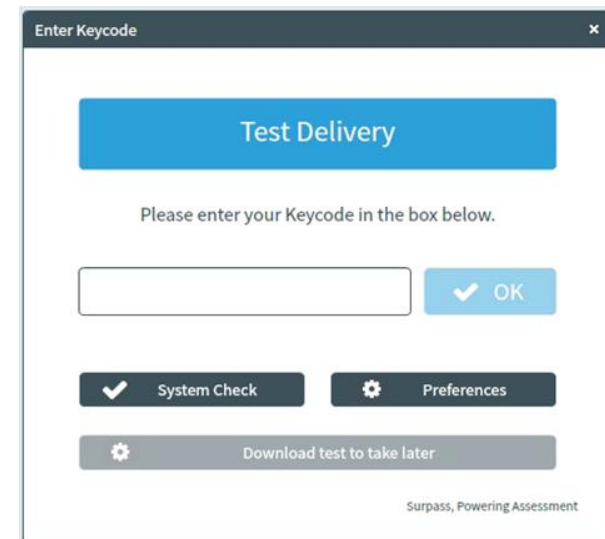 Enter Keycode ×
Test Delivery
Please enter your Keycode in the box below.
OK
System Check
Preferences
Download test to take later
Surpass, Powering Assessment